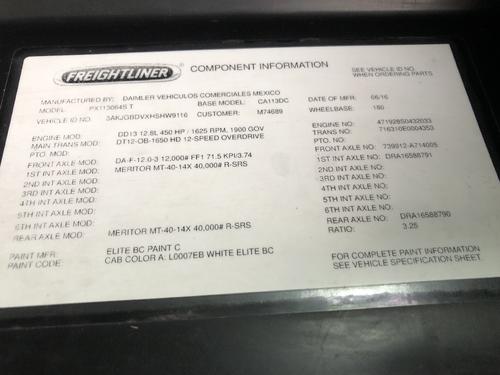 FREIGHTLINER
COMPONENT INFORMATION
SEE VEHICLE ID NO.
WHEN ORDERING PARTS.
MANUFACTURED BY: DAIMLER VEHICULOS COMERCIALES MEXICO DATE OF MFR: 06/16
MODEL: PX113064S T BASE MODEL: CA113DC WHEELBASE: 180
VEHICLE ID NO: 3AKJGBDVXHSHW9116 CUSTOMER: M74689
ENGINE MOD: DD13 12.8L 450 HP / 1625 RPM, 1900 GOV ENGINE NO: 471928S0432033
MAIN TRANS MOD: DT12-OB-1650 HD 12-SPEED OVERDRIVE TRANS NO: 716310E0004353
PTO. MOD: PTO NO:
FRONT AXLE MOD: DA-F-12.0-3 12,000# FF1 71.5 KPI/3.74 FRONT AXLE NO: 739912-A714005
1ST INT AXLE MOD: MERITOR MT-40-14X 40,000# R-SRS 1ST INT AXLE NO: DRA16588791
2ND INT AXLE MOD: 2ND INT AXLE NO:
3RD INT AXLE MOD: 3RD INT AXLE NO:
4TH INT AXLE MOD: 4TH INT AXLE NO:
5TH INT AXLE MOD: 5TH INT AXLE NO:
6TH INT AXLE MOD: 6TH INT AXLE NO:
REAR AXLE MOD: MERITOR MT-40-14X 40,000# R-SRS REAR AXLE NO: DRA16588790
RATIO: 3.25
PAINT MFR: ELITE BC PAINT C
PAINT CODE: CAB COLOR A: L0007EB WHITE ELITE BC
FOR COMPLETE PAINT INFORMATION
SEE VEHICLE SPECIFICATION SHEET.